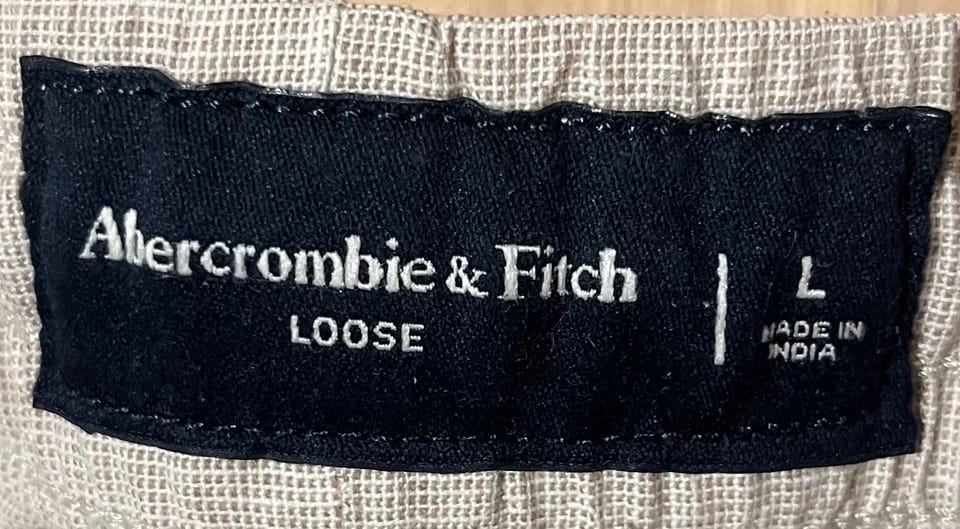 Abercrombie & Fitch
LOOSE
L
MADE IN
INDIA